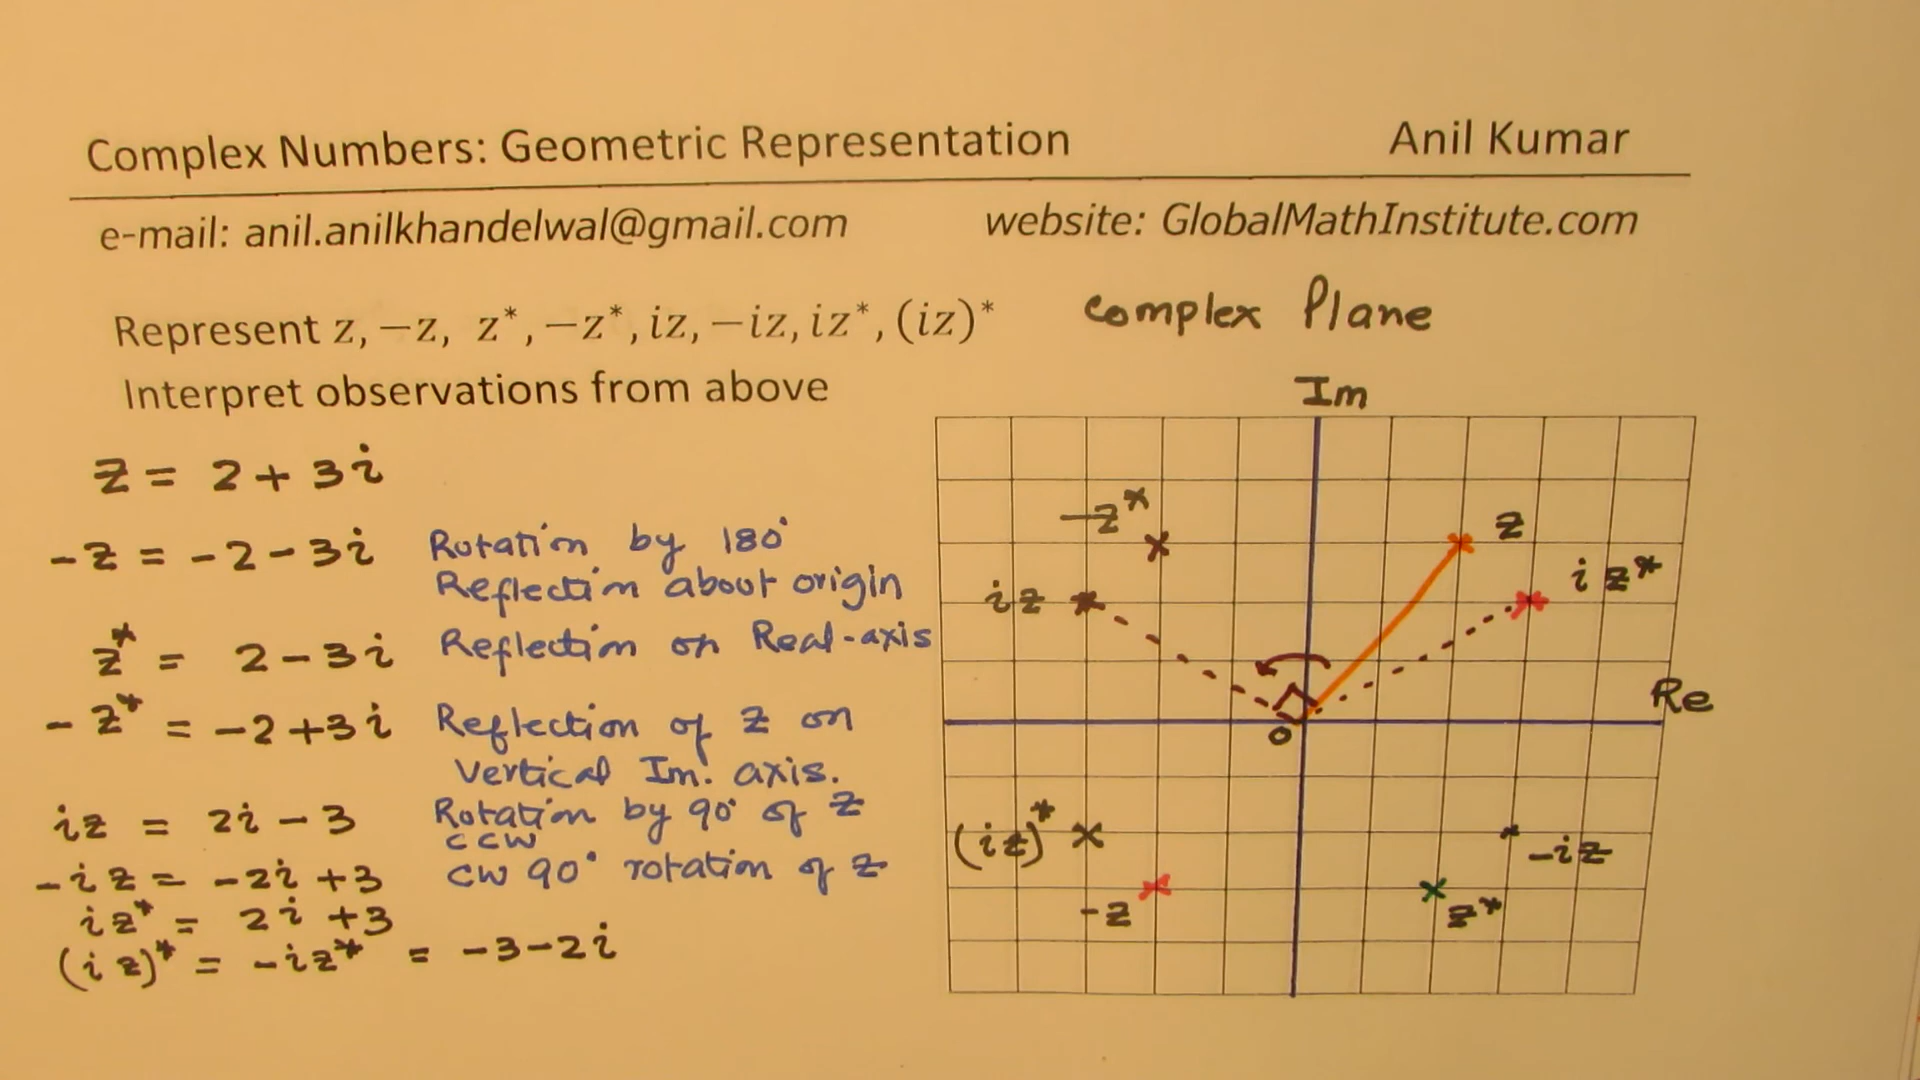 Complex Numbers: Geometric Representation Anil Kumar
e-mail: anil.anilkhandelwal@gmail.com website: GlobalMathInstitute.com
Represent z, −z, z*, −z*, iz, −iz, iz*, (iz)* Complex Plane
Interpret observations from above
z = 2 + 3i
-z = -2 - 3i Rotation by 180°
Reflection about origin
z* = 2 - 3i Reflection on Real-axis
- z* = -2 + 3i Reflection of z on
Vertical Im. axis.
iz = 2i - 3 Rotation by 90° of z
CCW
-iz = -2i + 3 CW 90° rotation of z
iz* = 2i + 3
(iz)* = -iz* = -3 - 2i
Im
-z*
z
iz
iz*
Re
0
(iz)*
-iz
-z
z*